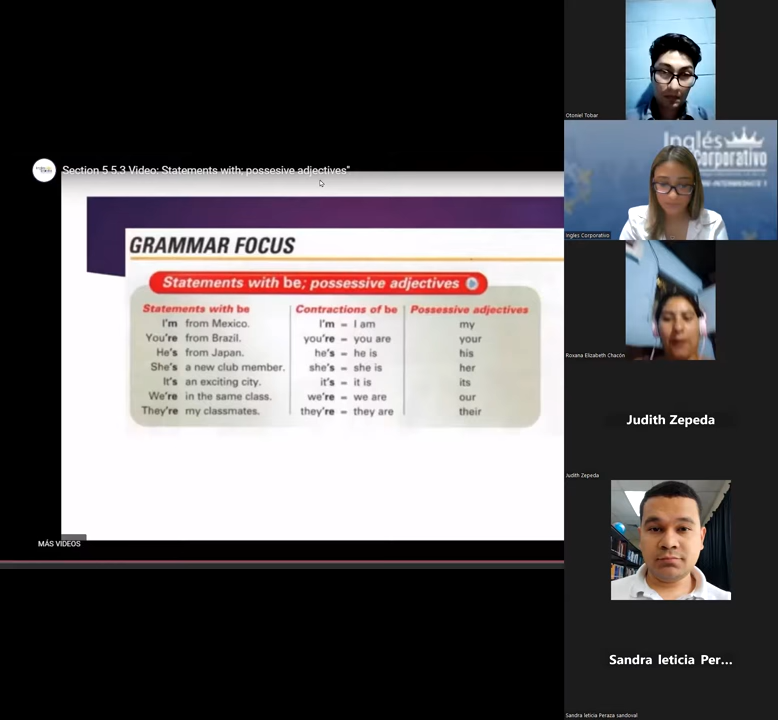 Section 5 5.3 Video: Statements with; possesive adjectives"
GRAMMAR FOCUS
Statements with be; possessive adjectives
Statements with be Contractions of be Possessive adjectives
I'm from Mexico. I'm = I am my
You're from Brazil. you're = you are your
He's from Japan. he's = he is his
She's a new club member. she's = she is her
It's an exciting city. it's = it is its
We're in the same class. we're = we are our
They're my classmates. they're = they are their
MÁS VIDEOS
Otoniel Tobar
Inglés
Corporativo
Ingles Corporativo
Roxana Elizabeth Chacón
Judith Zepeda
Judith Zepeda
Sandra leticia Per...
Sandra leticia Peraza sandoval